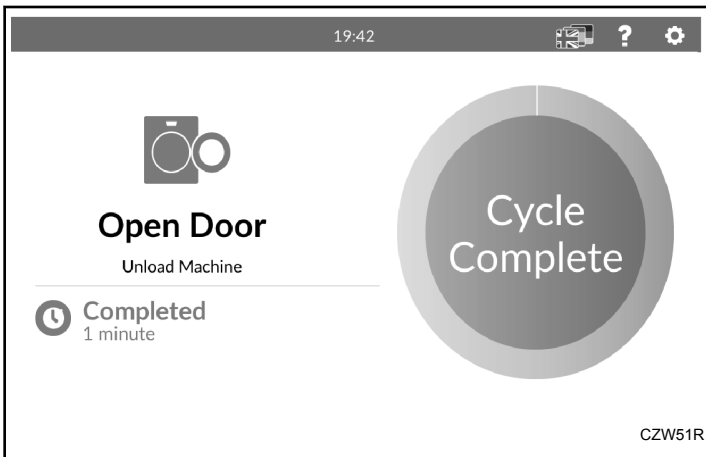 19:42
?
Open Door
Unload Machine
Completed
1 minute
Cycle
Complete
CZW51R